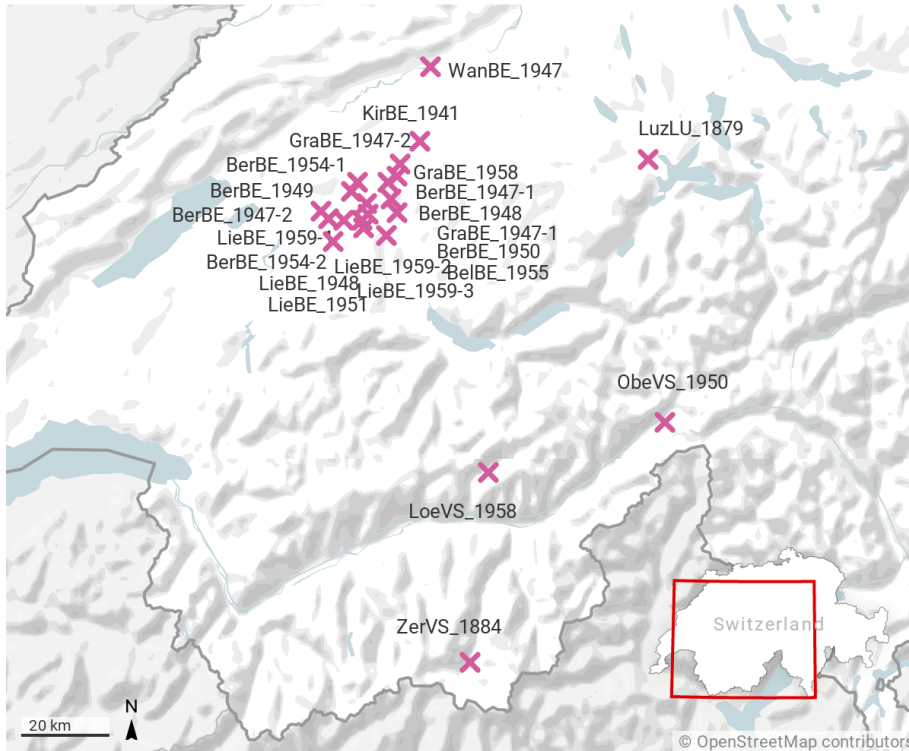 WanBE_1947
KirBE_1941
LuzLU_1879
GraBE_1947-2
BerBE_1954-1
GraBE_1958
BerBE_1949
BerBE_1947-1
BerBE_1947-2
BerBE_1948
LieBE_1959-1
GraBE_1947-1
BerBE_1950
BerBE_1954-2
LieBE_1959-2
BelBE_1955
LieBE_1948
LieBE_1959-3
LieBE_1951
ObeVS_1950
LoeVS_1958
ZerVS_1884
Switzerland
N
20 km
© OpenStreetMap contributors